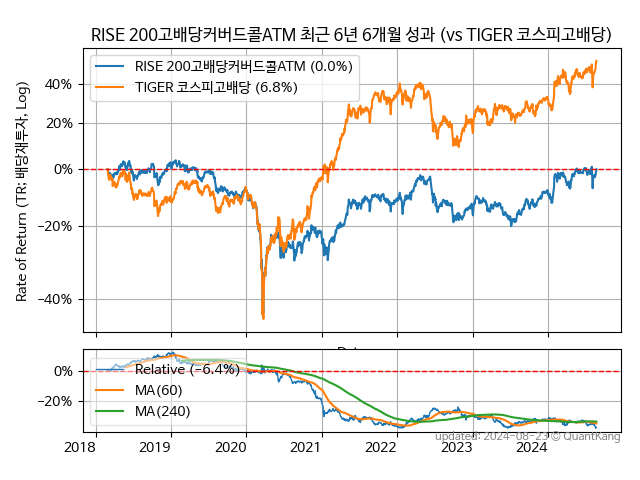 RISE 200고배당커버드콜ATM 최근 6년 6개월 성과 (vs TIGER 코스피고배당)
RISE 200고배당커버드콜ATM (0.0%)
TIGER 코스피고배당 (6.8%)
40%
20%
0%
−20%
−40%
Rate of Return (TR: 배당재투자, Log)
Relative (−6.4%)
MA(60)
MA(240)
0%
−20%
2018
2019
2020
2021
2022
2023
2024
updated: 2024-08-23 © QuantKang